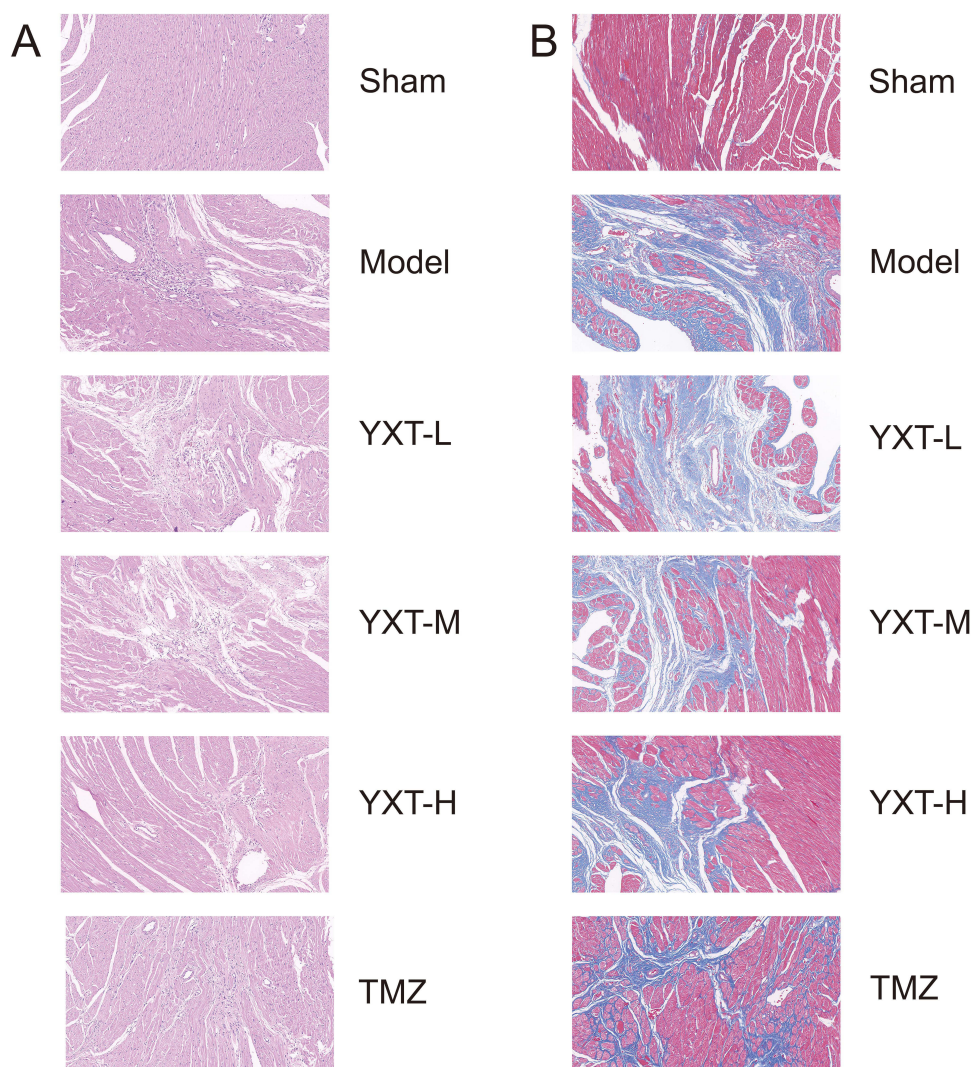 A
B
Sham
Sham
Model
Model
YXT-L
YXT-L
YXT-M
YXT-M
YXT-H
YXT-H
TMZ
TMZ